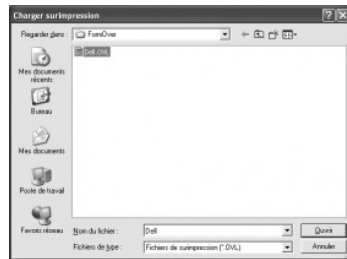 Charger surimpression
Regarder dans :
FormOver
Dell.OVL
Mes documents
récents
Bureau
Mes documents
Poste de travail
Favoris réseau
Nom du fichier :
Dell
Ouvrir
Fichiers de type :
Fichiers de surimpression (*.OVL)
Annuler